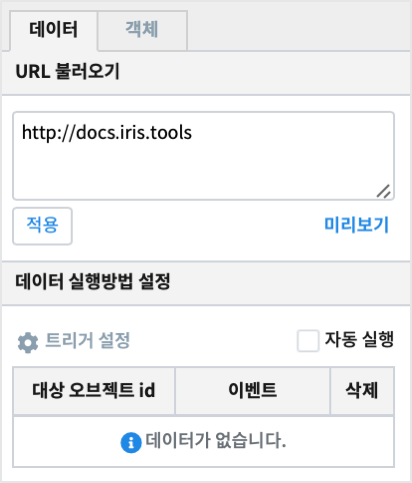 데이터 객체
URL 불러오기
http://docs.iris.tools
적용 미리보기
데이터 실행방법 설정
트리거 설정 자동 실행
대상 오브젝트 id 이벤트 삭제
데이터가 없습니다.